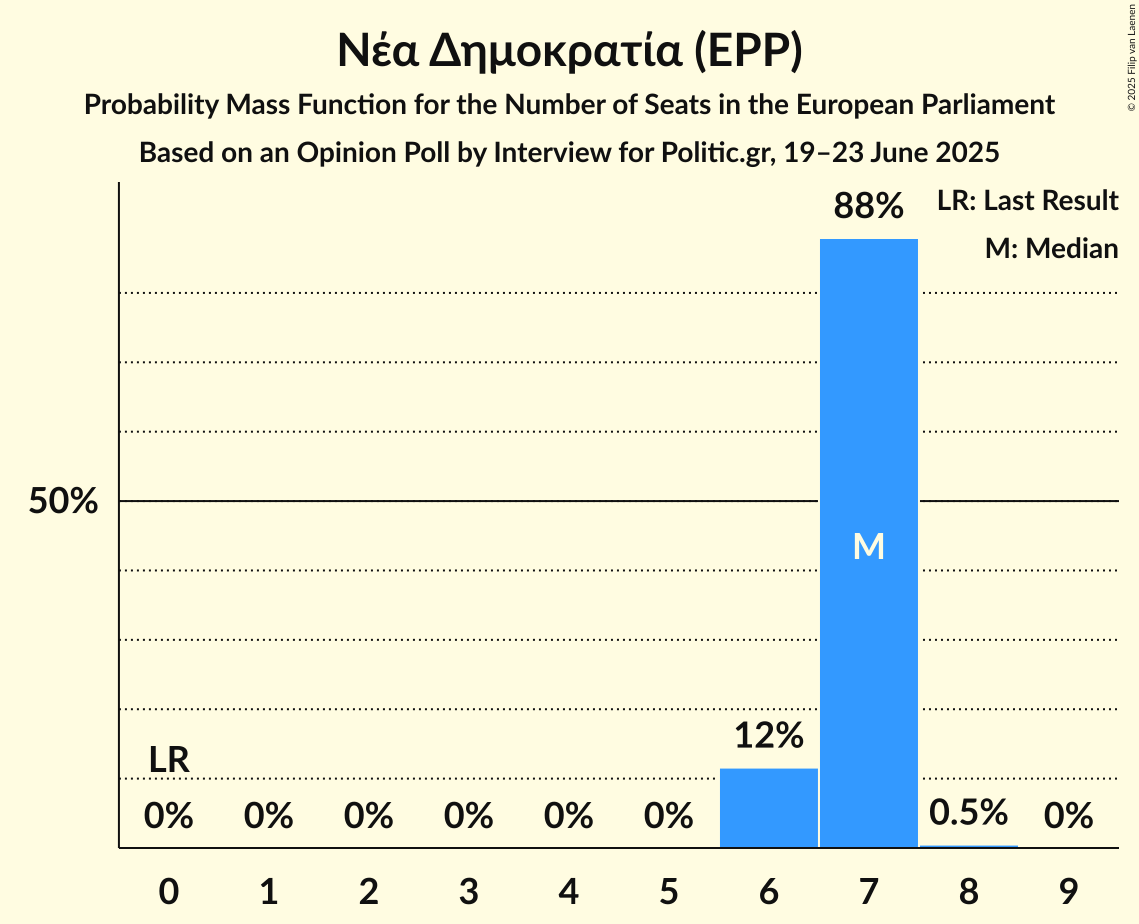 Νέα Δημοκρατία (EPP)
Probability Mass Function for the Number of Seats in the European Parliament
Based on an Opinion Poll by Interview for Politic.gr, 19–23 June 2025
© 2025 Filip van Laenen
LR: Last Result
M: Median
88%
50%
M
12%
LR
0% 0% 0% 0% 0% 0% 0.5% 0%
0 1 2 3 4 5 6 7 8 9